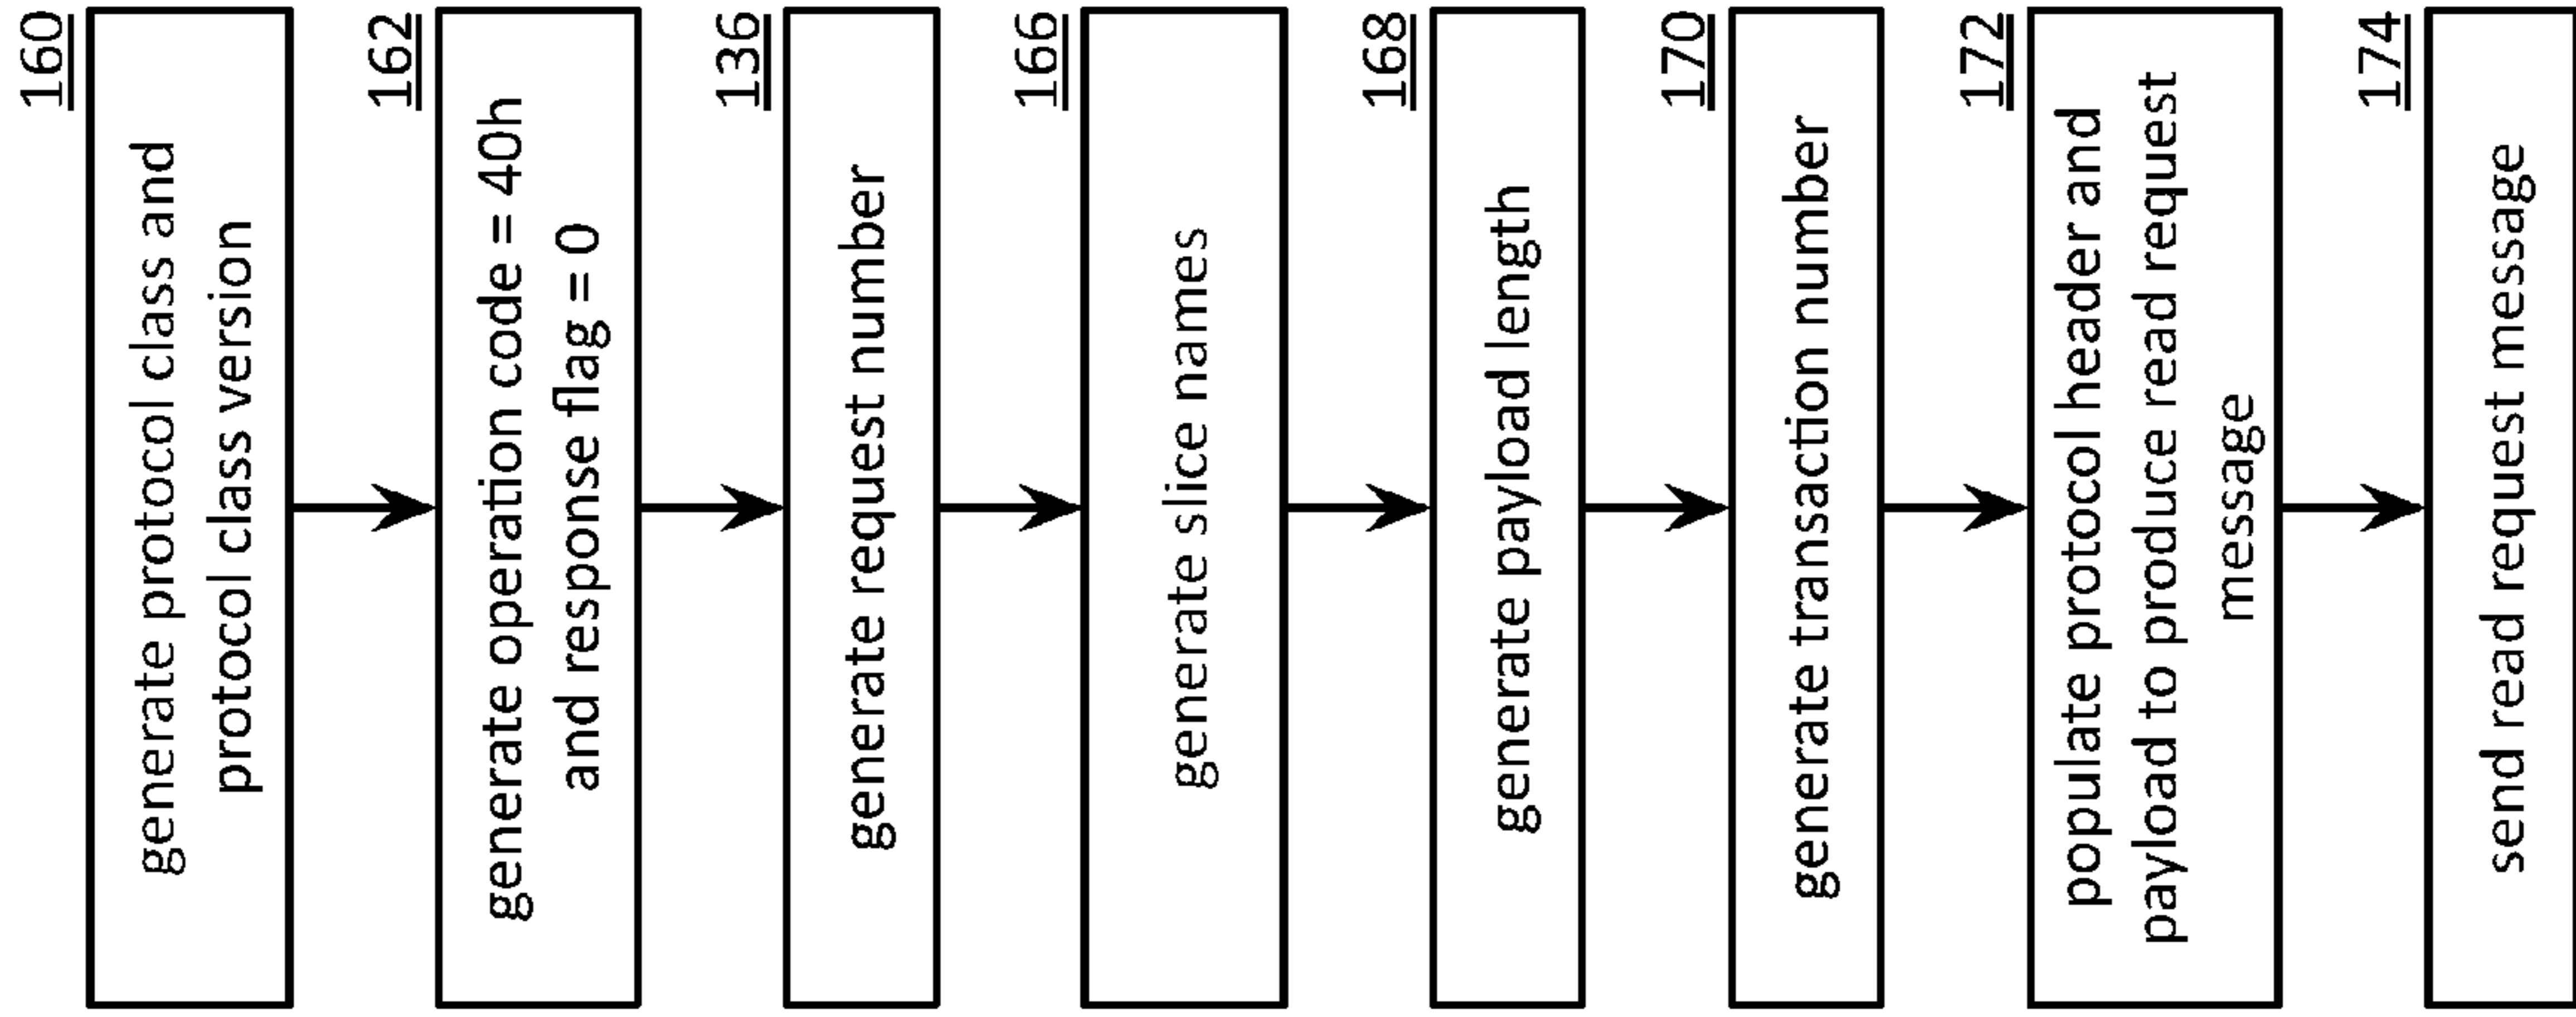 160
generate protocol class and
protocol class version
162
generate operation code = 40h
and response flag = 0
136
generate request number
166
generate slice names
168
generate payload length
170
generate transaction number
172
populate protocol header and
payload to produce read request
message
174
send read request message